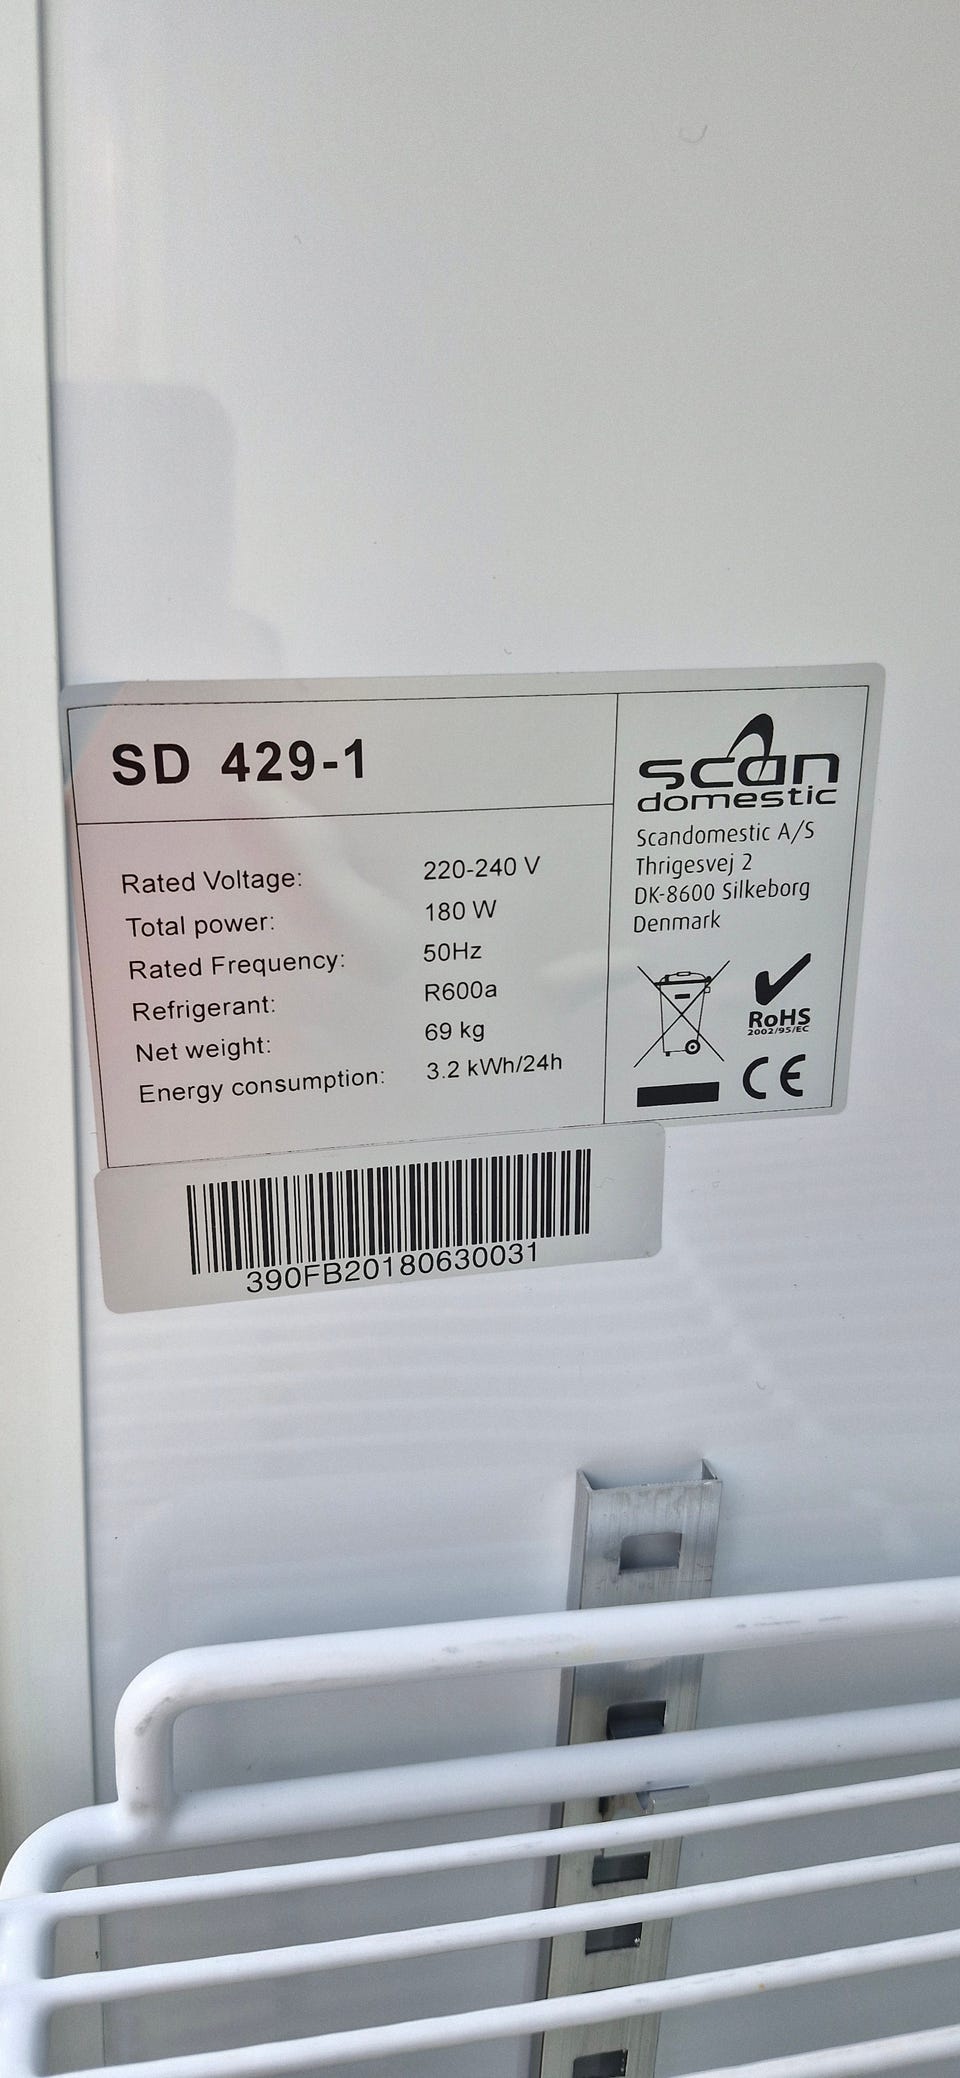 SD 429-1
Rated Voltage: 220-240 V
Total power: 180 W
Rated Frequency: 50Hz
Refrigerant: R600a
Net weight: 69 kg
Energy consumption: 3.2 kWh/24h
scan
domestic
Scandomestic A/S
Thrigesvej 2
DK-8600 Silkeborg
Denmark
RoHS
2002/95/EC
CE
390FB20180630031